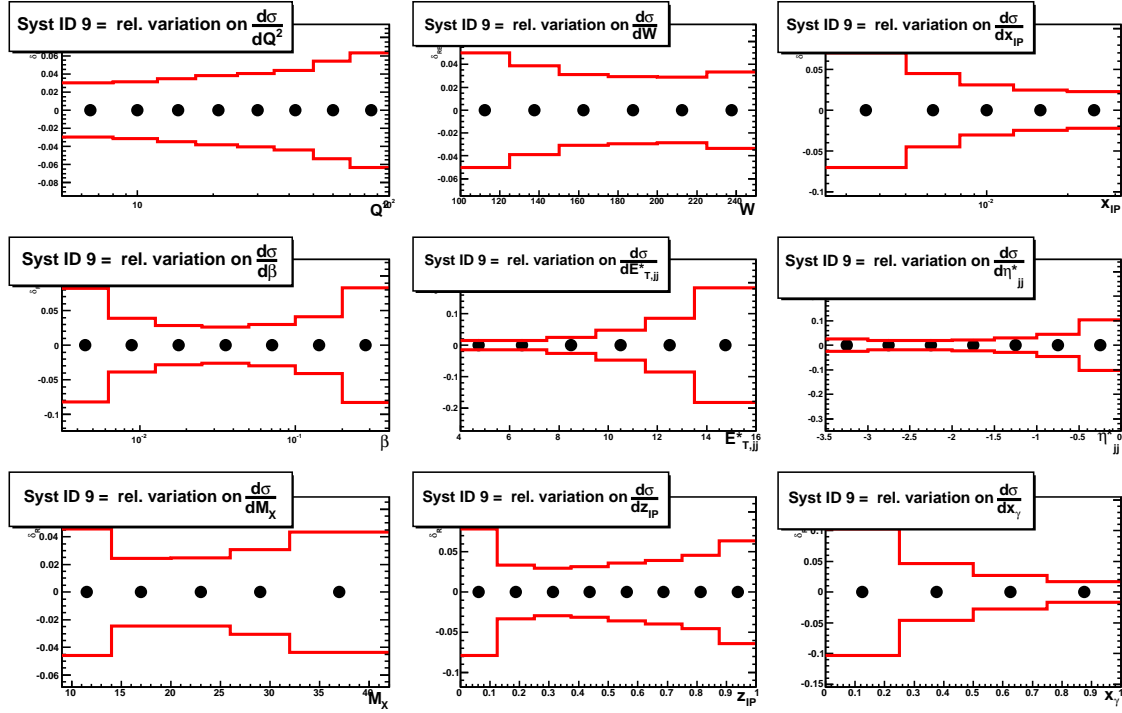 Syst ID 9 = rel. variation on dσ/dQ²
0.06
0.04
0.02
0
-0.02
-0.04
-0.06
-0.08
10
Q²
Syst ID 9 = rel. variation on dσ/dW
0.06
0.04
0.02
0
-0.02
-0.04
-0.06
100 120 140 160 180 200 220 240
W
Syst ID 9 = rel. variation on dσ/dx_IP
0.05
0
-0.05
-0.1
10⁻²
x_IP
Syst ID 9 = rel. variation on dσ/dβ
0.05
0
-0.05
-0.1
10⁻² 10⁻¹
β
Syst ID 9 = rel. variation on dσ/dE*_T,jj
0.1
0
-0.1
-0.2
4 6 8 10 12 14 16
E*_T,jj
Syst ID 9 = rel. variation on dσ/dη*_jj
0.1
0
-0.1
-0.2
-0.3
-3.5 -3 -2.5 -2 -1.5 -1 -0.5 0
η*_jj
Syst ID 9 = rel. variation on dσ/dM_X
0.04
0.02
0
-0.02
-0.04
-0.06
10 15 20 25 30 35 40
M_X
Syst ID 9 = rel. variation on dσ/dz_IP
0.05
0
-0.05
-0.1
0 0.1 0.2 0.3 0.4 0.5 0.6 0.7 0.8 0.9 1
z_IP
Syst ID 9 = rel. variation on dσ/dx_γ
0.1
0.05
0
-0.05
-0.1
-0.15
0 0.1 0.2 0.3 0.4 0.5 0.6 0.7 0.8 0.9 1
x_γ